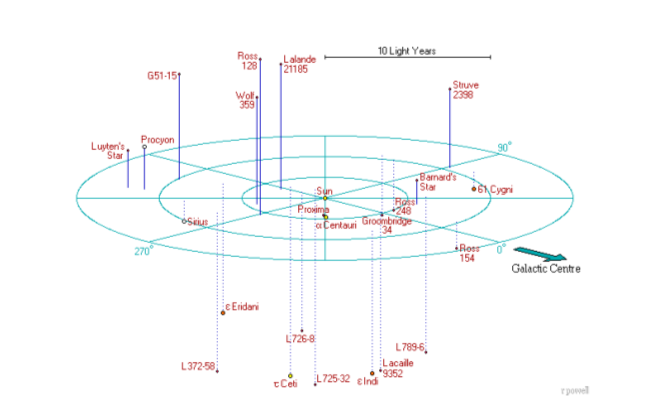 10 Light Years
Ross
128
Lalande
21185
G51-15
Struve
2398
Wolf
359
Luyten's
Star
Procyon
90°
Barnard's
Star
61 Cygni
Sun
Proxima
α Centauri
Ross
248
Groombridge
34
Sirius
270°
0°
Ross
154
Galactic Centre
ε Eridani
L726-8
L789-6
L372-58
τ Ceti
L725-32
ε Indi
Lacaille
9352
r powell